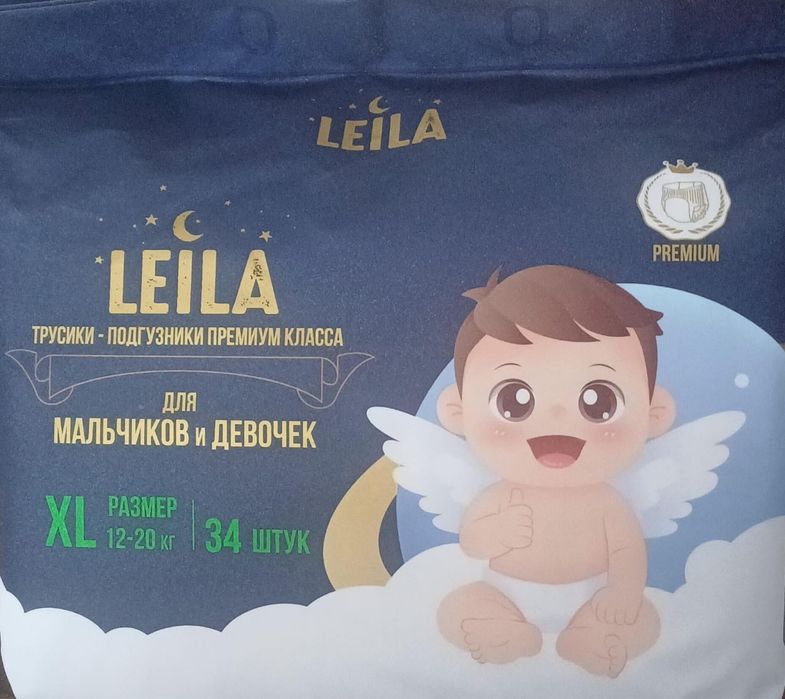 LEILA
PREMIUM
LEILA
ТРУСИКИ - ПОДГУЗНИКИ ПРЕМИУМ КЛАССА
ДЛЯ
МАЛЬЧИКОВ и ДЕВОЧЕК
XL РАЗМЕР
12-20 кг
34 ШТУК